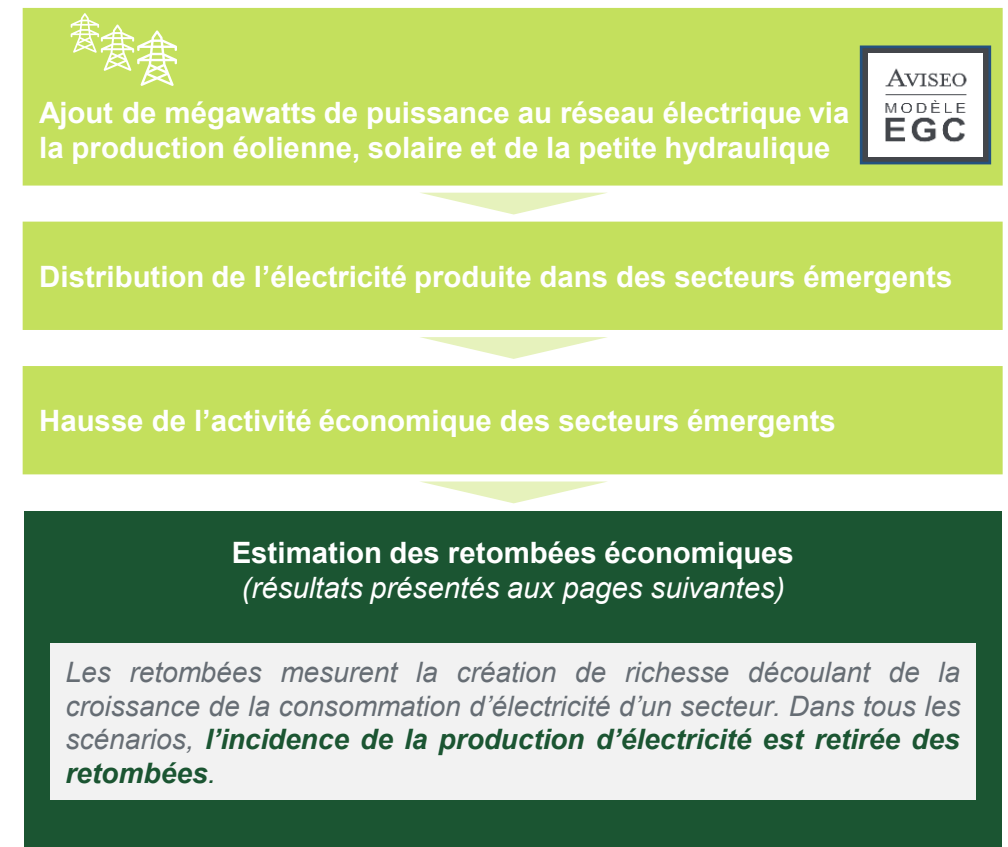 Ajout de mégawatts de puissance au réseau électrique via
la production éolienne, solaire et de la petite hydraulique
AVISEO
MODÈLE
EGC
Distribution de l’électricité produite dans des secteurs émergents
Hausse de l’activité économique des secteurs émergents
Estimation des retombées économiques
(résultats présentés aux pages suivantes)
Les retombées mesurent la création de richesse découlant de la
croissance de la consommation d’électricité d’un secteur. Dans tous les
scénarios, l’incidence de la production d’électricité est retirée des
retombées.